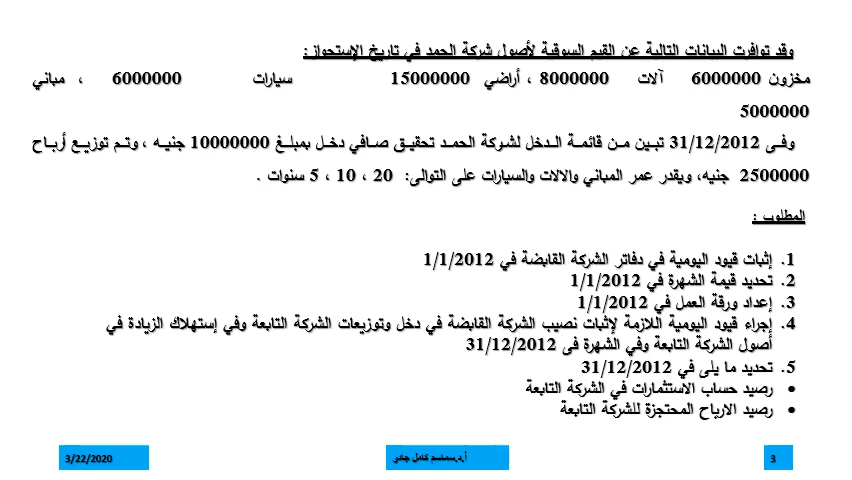 وقد توافرت البيانات التالية عن القيم السوقية لأصول شركة الحمد في تاريخ الإستحواز:
مخزون 6000000 آلات 8000000 ، أراضي 15000000 سيارات 6000000 ، مباني
5000000
وفى 31/12/2012 تبين من قائمة الدخل لشركة الحمد تحقيق صافي دخل بمبلغ 10000000 جنيه ، وتم توزيع أرباح
2500000 جنيه، ويقدر عمر المباني والالات والسيارات على التوالى: 20 ، 10 ، 5 سنوات .
المطلوب :
1. إثبات قيود اليومية في دفاتر الشركة القابضة في 1/1/2012
2. تحديد قيمة الشهرة في 1/1/2012
3. إعداد ورقة العمل في 1/1/2012
4. إجراء قيود اليومية اللازمة لإثبات نصيب الشركة القابضة في دخل وتوزيعات الشركة التابعة وفي إستهلاك الزيادة في
أصول الشركة التابعة وفي الشهرة فى 31/12/2012
5. تحديد ما يلى في 31/12/2012
• رصيد حساب الاستثمارات في الشركة التابعة
• رصيد الارباح المحتجزة للشركة التابعة
3/22/2020 أ.د.سماسم كامل جادو 3